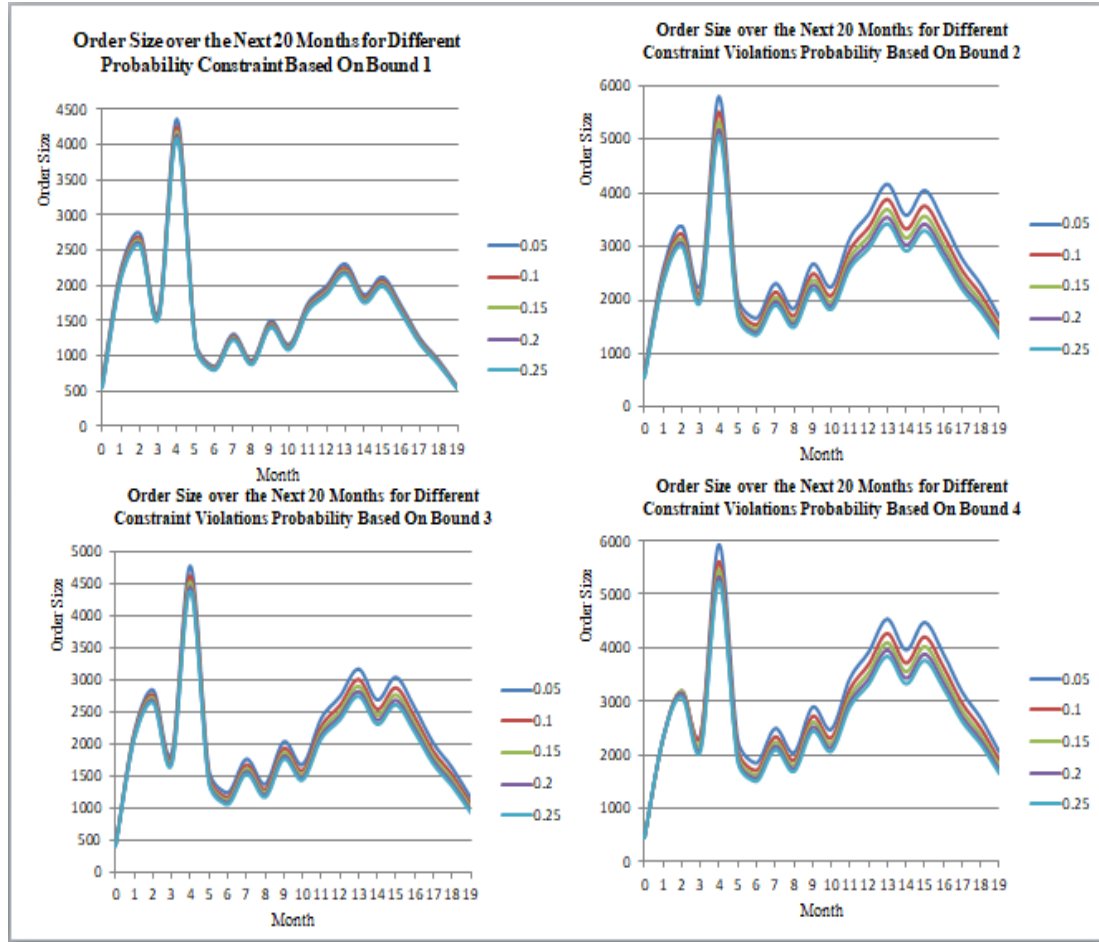 Order Size over the Next 20 Months for Different
Probability Constraint Based On Bound 1
4500
4000
3500
3000
2500
2000
1500
1000
500
0
Order Size
0 1 2 3 4 5 6 7 8 9 10 11 12 13 14 15 16 17 18 19
Month
0.05
0.1
0.15
0.2
0.25
Order Size over the Next 20 Months for Different
Constraint Violations Probability Based On Bound 2
6000
5000
4000
3000
2000
1000
0
Order Size
0 1 2 3 4 5 6 7 8 9 10 11 12 13 14 15 16 17 18 19
Month
0.05
0.1
0.15
0.2
0.25
Order Size over the Next 20 Months for Different
Constraint Violations Probability Based On Bound 3
5000
4500
4000
3500
3000
2500
2000
1500
1000
500
0
Order Size
0 1 2 3 4 5 6 7 8 9 10 11 12 13 14 15 16 17 18 19
Month
0.05
0.1
0.15
0.2
0.25
Order Size over the Next 20 Months for Different
Constraint Violations Probability Based On Bound 4
6000
5000
4000
3000
2000
1000
0
Order Size
0 1 2 3 4 5 6 7 8 9 10 11 12 13 14 15 16 17 18 19
Month
0.05
0.1
0.15
0.2
0.25